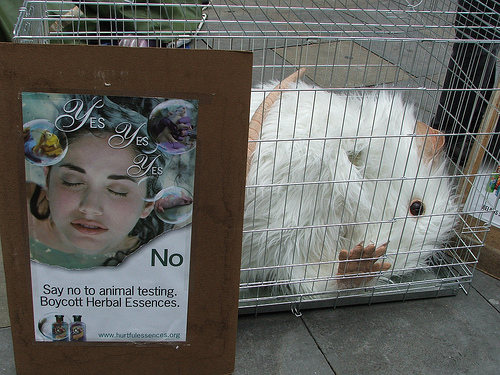 Yes
Yes
Yes
No
Say no to animal testing.
Boycott Herbal Essences.
www.hurtfulessences.org